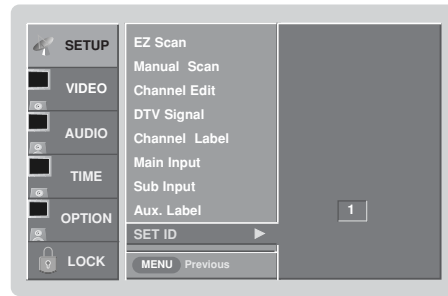 SETUP
VIDEO
AUDIO
TIME
OPTION
LOCK
EZ Scan
Manual Scan
Channel Edit
DTV Signal
Channel Label
Main Input
Sub Input
Aux. Label
SET ID ▶
1
MENU Previous